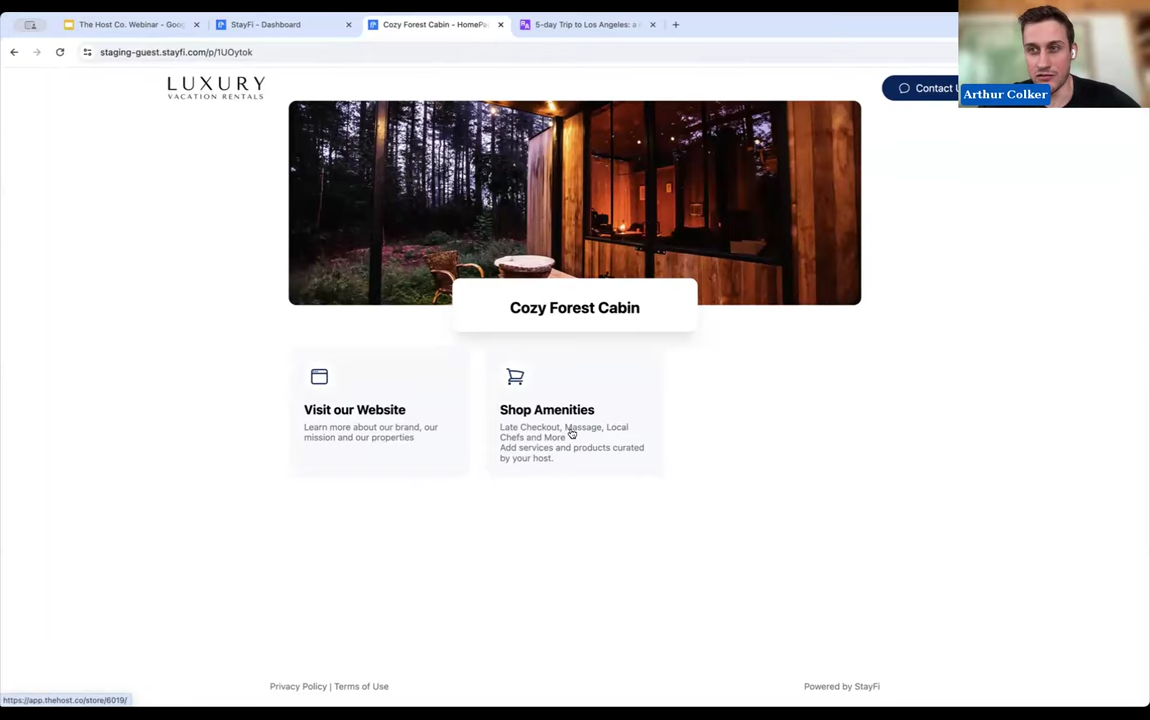 The Host Co. Webinar - Goog
StayFi - Dashboard
Cozy Forest Cabin - HomePa
5-day Trip to Los Angeles: a
staging-guest.stayfi.com/p/1UOytok
LUXURY
VACATION RENTALS
Contact U
Arthur Colker
Cozy Forest Cabin
Visit our Website
Learn more about our brand, our
mission and our properties
Shop Amenities
Late Checkout, Massage, Local
Chefs and More
Add services and products curated
by your host.
Privacy Policy | Terms of Use
Powered by StayFi
https://app.thehost.co/store/6019/